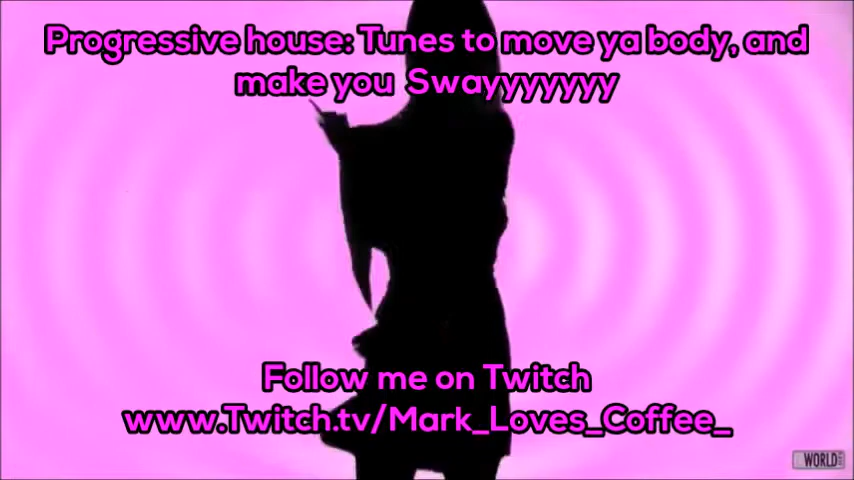 Progressive house: Tunes to move ya body, and
make you Swayyyyyyy
Follow me on Twitch
www.Twitch.tv/Mark_Loves_Coffee_
WORLD